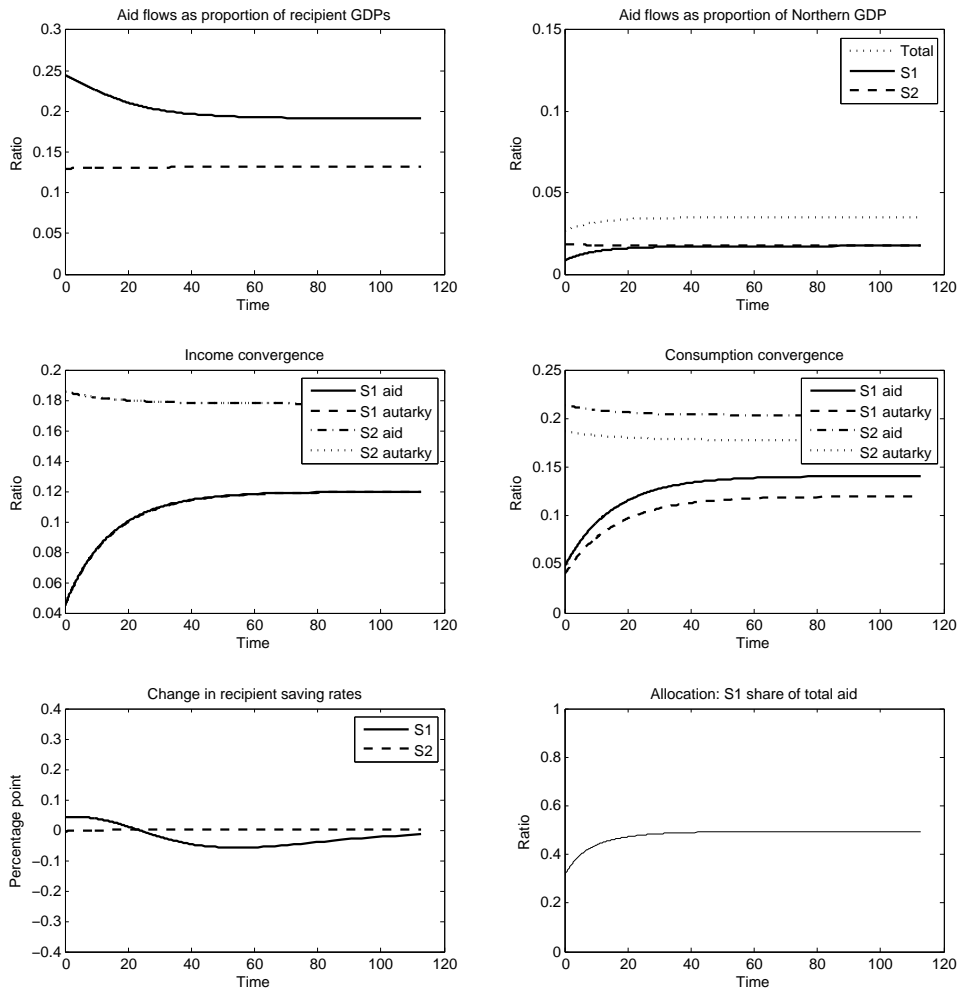 Aid flows as proportion of recipient GDPs
0.3
0.25
0.2
0.15
0.1
0.05
0
Ratio
0 20 40 60 80 100 120
Time
Aid flows as proportion of Northern GDP
0.15
0.1
0.05
0
Ratio
Total
S1
S2
0 20 40 60 80 100 120
Time
Income convergence
0.2
0.18
0.16
0.14
0.12
0.1
0.08
0.06
0.04
Ratio
S1 aid
S1 autarky
S2 aid
S2 autarky
0 20 40 60 80 100 120
Time
Consumption convergence
0.25
0.2
0.15
0.1
0.05
0
Ratio
S1 aid
S1 autarky
S2 aid
S2 autarky
0 20 40 60 80 100 120
Time
Change in recipient saving rates
0.4
0.3
0.2
0.1
0
−0.1
−0.2
−0.3
−0.4
Percentage point
S1
S2
0 20 40 60 80 100 120
Time
Allocation: S1 share of total aid
1
0.8
0.6
0.4
0.2
0
Ratio
0 20 40 60 80 100 120
Time